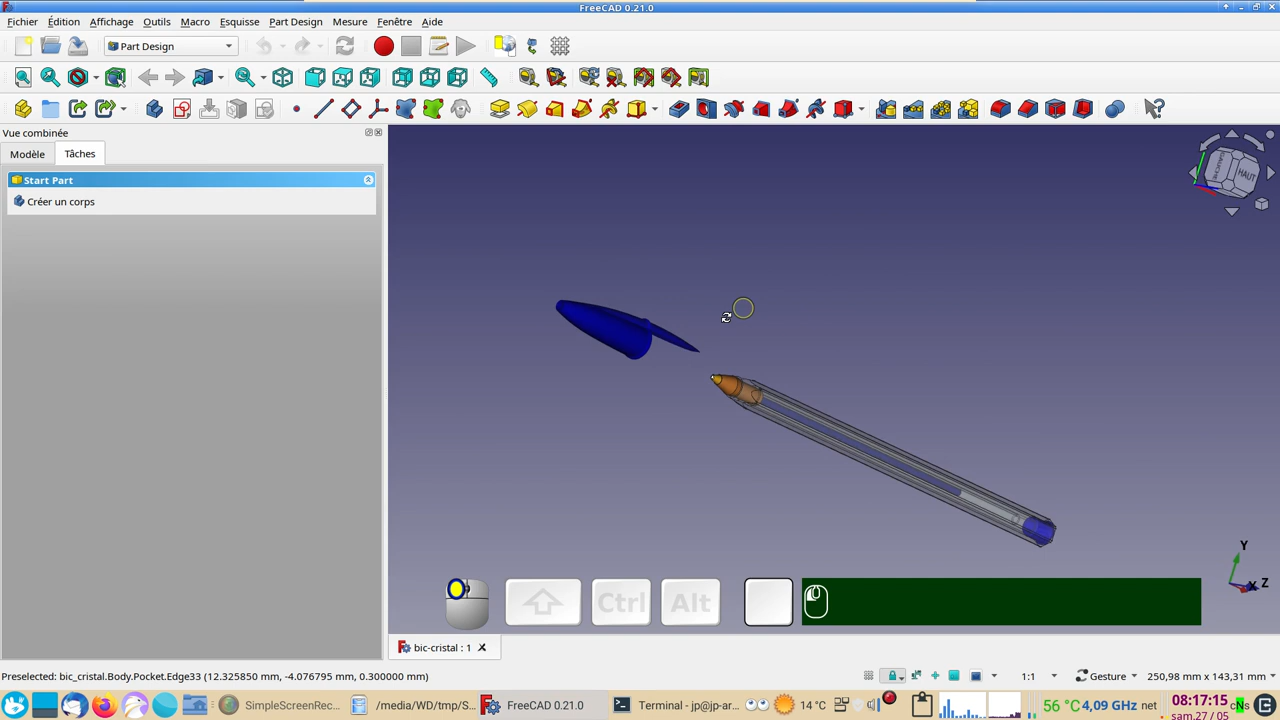 FreeCAD 0.21.0
Fichier Édition Affichage Outils Macro Esquisse Part Design Mesure Fenêtre Aide
Part Design
Vue combinée
Modèle Tâches
Start Part
Créer un corps
HAUT
Y
X Z
Ctrl Alt
bic-cristal : 1
Preselected: bic_cristal.Body.Pocket.Edge33 (12.325850 mm, -4.076795 mm, 0.300000 mm)
1:1 Gesture 250,98 mm x 143,31 mm
SimpleScreenRec... /media/WD/tmp/S... FreeCAD 0.21.0 Terminal - jp@jp-ar... 14 °C 56 °C 4,09 GHz net 08:17:15
sam.27/05